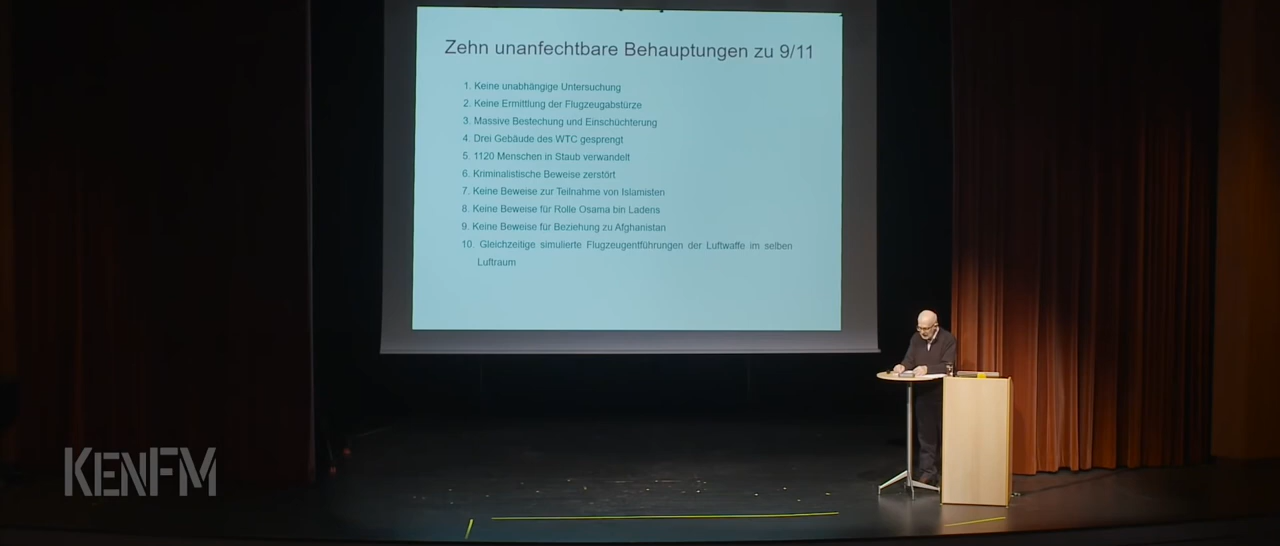 Zehn unanfechtbare Behauptungen zu 9/11
1. Keine unabhängige Untersuchung
2. Keine Ermittlung der Flugzeugabstürze
3. Massive Bestechung und Einschüchterung
4. Drei Gebäude des WTC gesprengt
5. 1120 Menschen in Staub verwandelt
6. Kriminalistische Beweise zerstört
7. Keine Beweise zur Teilnahme von Islamisten
8. Keine Beweise für Rolle Osama bin Ladens
9. Keine Beweise für Beziehung zu Afghanistan
10. Gleichzeitige simulierte Flugzeugentführungen der Luftwaffe im selben
Luftraum
KENFM